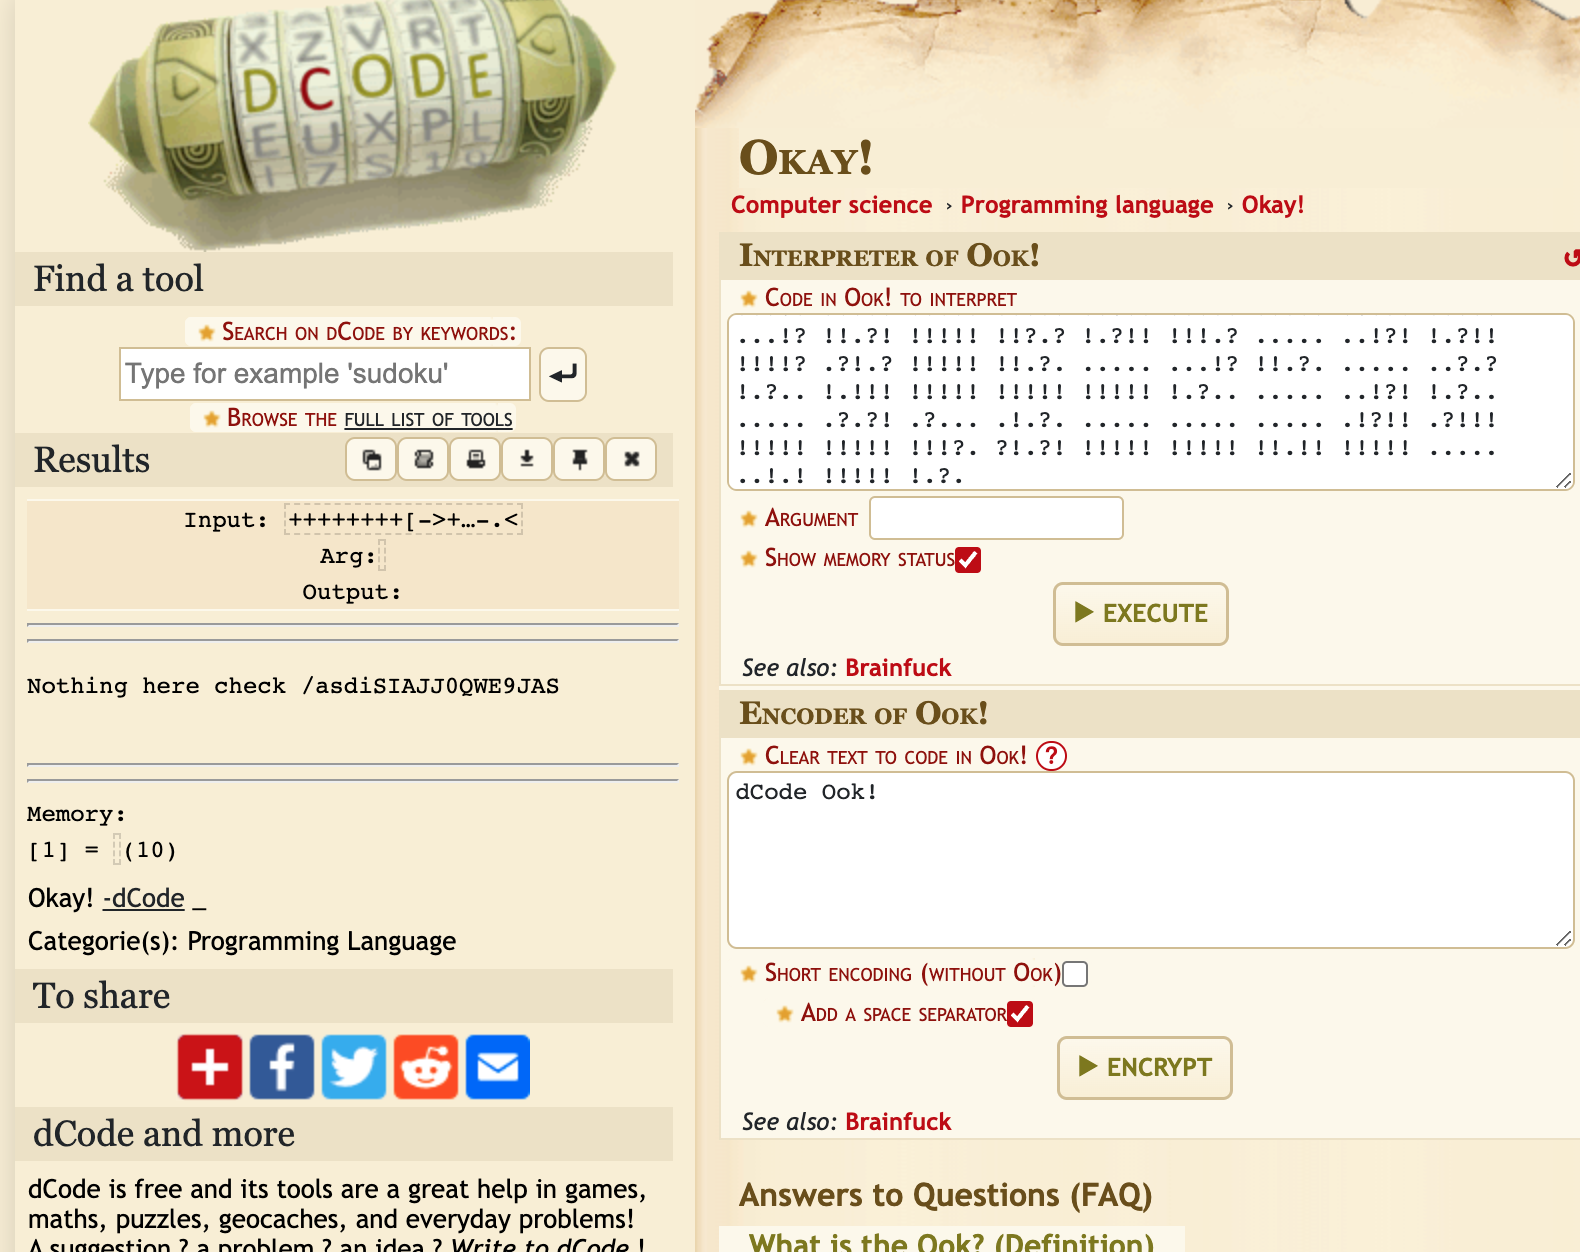 X Z V R T
D C O D E
E U X P L
I 7 S 1 0
Find a tool
Search on dCode by keywords:
Type for example 'sudoku'
Browse the full list of tools
Results
Input: ++++++++[->+…-.<
Arg:
Output:
Nothing here check /asdiSIAJJ0QWE9JAS
Memory:
[1] = (10)
Okay! -dCode _
Categorie(s): Programming Language
To share
dCode and more
dCode is free and its tools are a great help in games,
maths, puzzles, geocaches, and everyday problems!
A suggestion ? a problem ? an idea ? Write to dCode !
Okay!
Computer science › Programming language › Okay!
Interpreter of Ook!
Code in Ook! to interpret
...!? !!.?! !!!!! !!?.? !.?!! !!!.? ..... ..!?! !.?!!
!!!!? .?!.? !!!!! !!.?. ..... ...!? !!.?. ..... ..?.?
!.?.. !.!!! !!!!! !!!!! !!!!! !.?.. ..... ..!?! !.?..
..... .?.?! .?... .!.?. ..... ..... ..... .!?!! .?!!!
!!!!! !!!!! !!!?. ?!.?! !!!!! !!!!! !!.!! !!!!! .....
..!.! !!!!! !.?.
Argument
Show memory status
EXECUTE
See also: Brainfuck
Encoder of Ook!
Clear text to code in Ook! ?
dCode Ook!
Short encoding (without Ook)
Add a space separator
ENCRYPT
See also: Brainfuck
Answers to Questions (FAQ)
What is the Ook? (Definition)